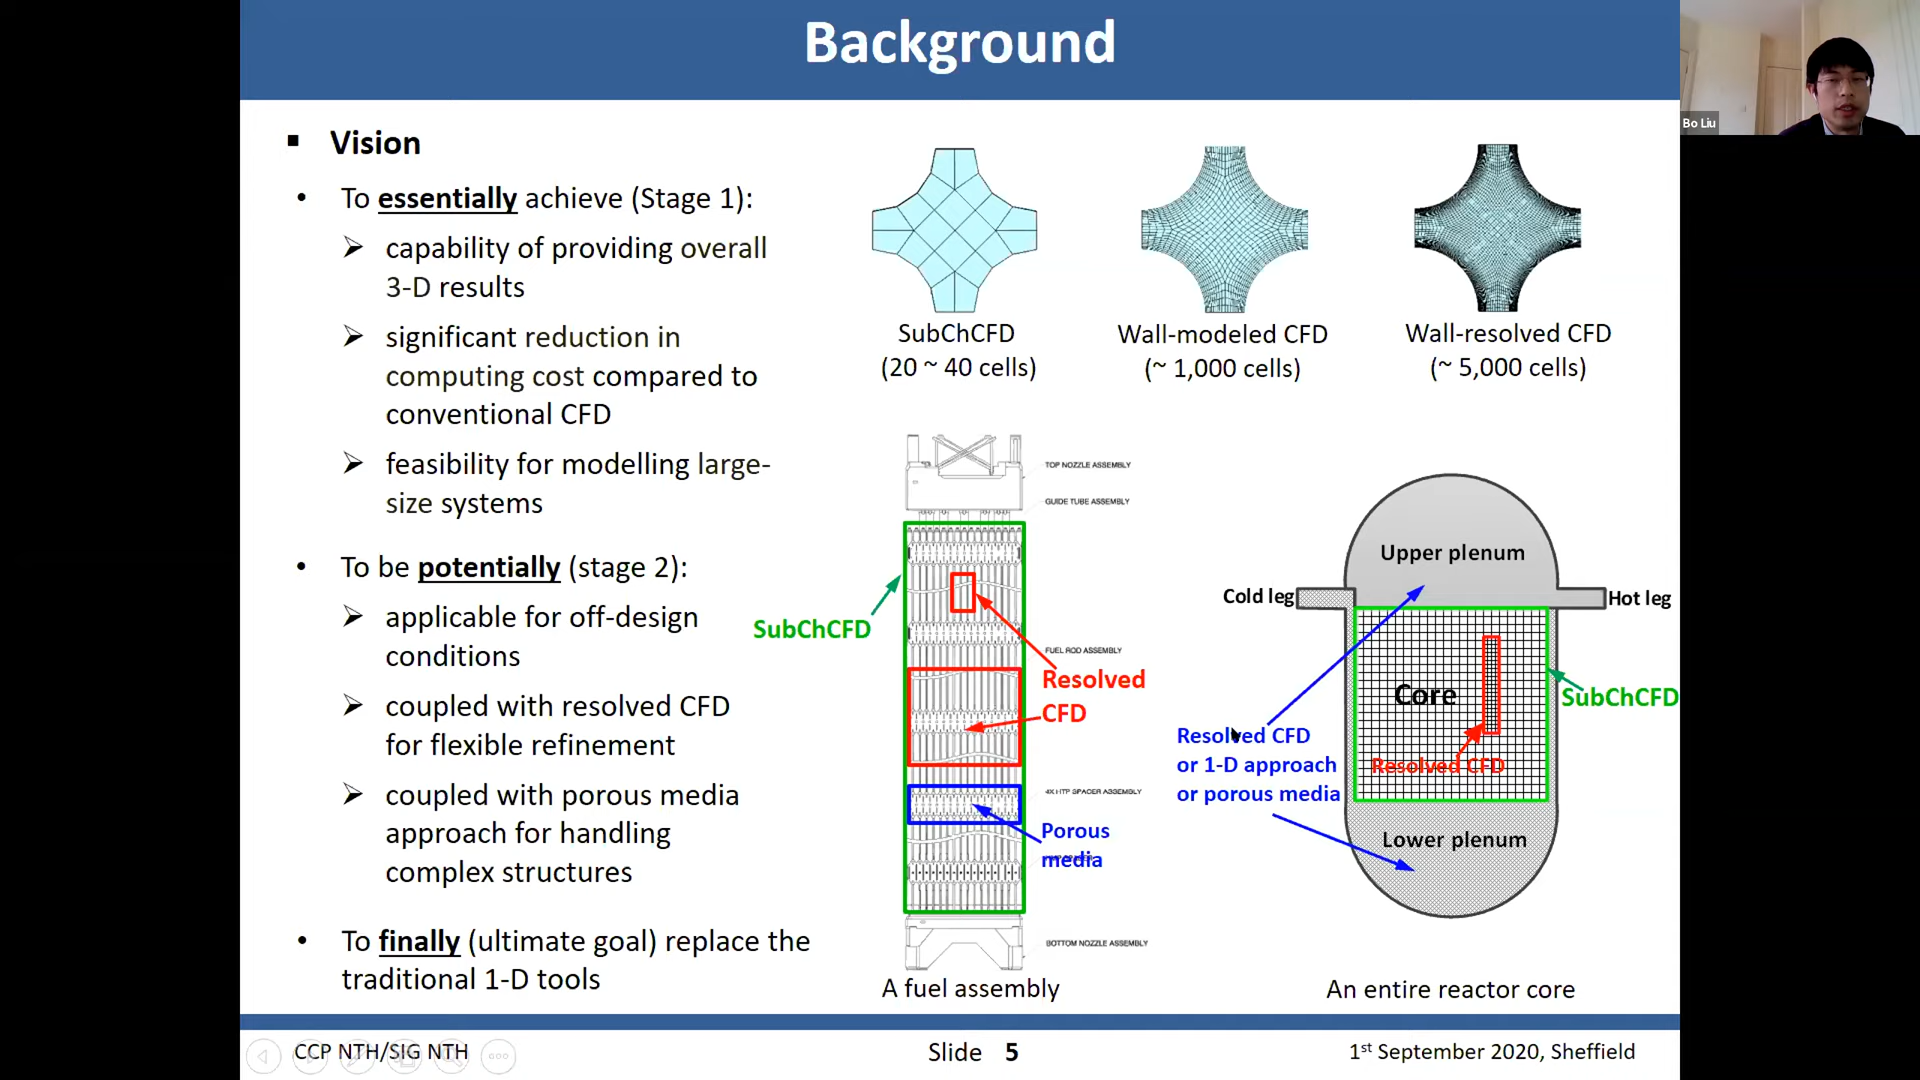 Background
Bo Liu
Vision
To essentially achieve (Stage 1):
capability of providing overall
3-D results
significant reduction in
computing cost compared to
conventional CFD
feasibility for modelling large-
size systems
To be potentially (stage 2):
applicable for off-design
conditions
coupled with resolved CFD
for flexible refinement
coupled with porous media
approach for handling
complex structures
To finally (ultimate goal) replace the
traditional 1-D tools
SubChCFD
(20 ~ 40 cells)
Wall-modeled CFD
(~ 1,000 cells)
Wall-resolved CFD
(~ 5,000 cells)
TOP NOZZLE ASSEMBLY
GUIDE TUBE ASSEMBLY
SubChCFD
FUEL ROD ASSEMBLY
Resolved
CFD
4X HTP SPACER ASSEMBLY
Porous
media
BOTTOM NOZZLE ASSEMBLY
A fuel assembly
Upper plenum
Cold leg
Hot leg
Core
SubChCFD
Resolved CFD
Resolved CFD
or 1-D approach
or porous media
Lower plenum
An entire reactor core
CCP NTH/SIG NTH
Slide 5
1st September 2020, Sheffield